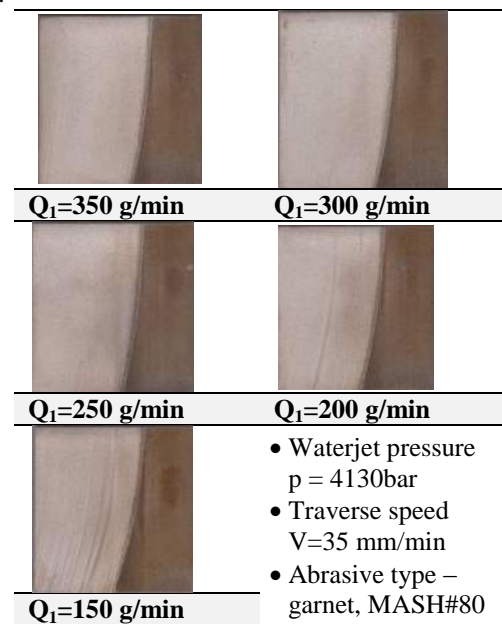 Q₁=350 g/min
Q₁=300 g/min
Q₁=250 g/min
Q₁=200 g/min
• Waterjet pressure
p = 4130bar
• Traverse speed
V=35 mm/min
• Abrasive type –
garnet, MASH#80
Q₁=150 g/min